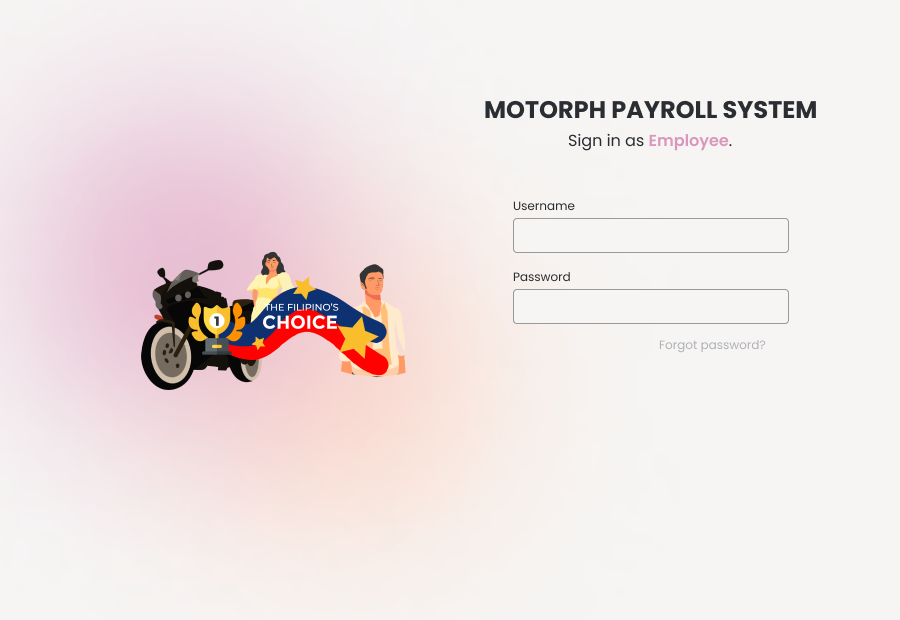 MOTORPH PAYROLL SYSTEM
Sign in as Employee.
Username
Password
Forgot password?
1
THE FILIPINO'S
CHOICE